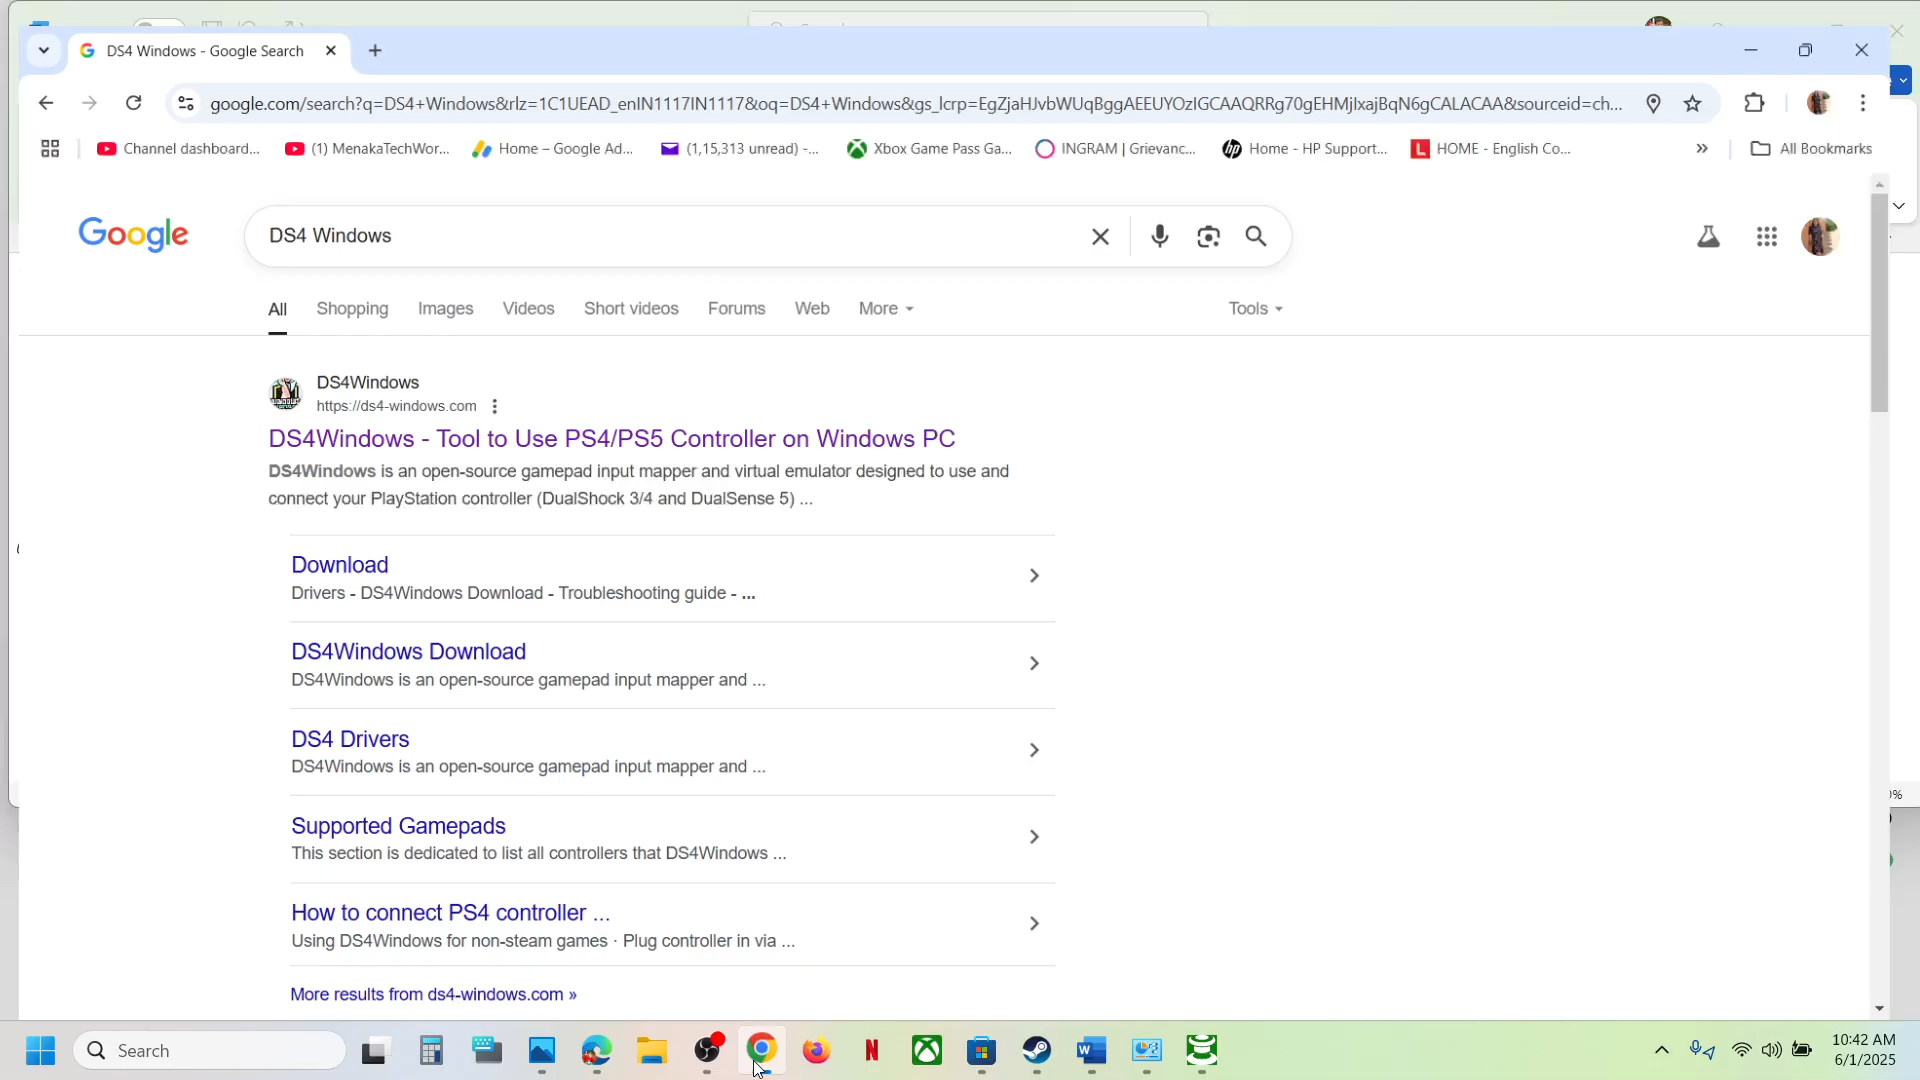 DS4 Windows - Google Search
google.com/search?q=DS4+Windows&rlz=1C1UEAD_enIN1117IN1117&oq=DS4+Windows&gs_lcrp=EgZjaHJvbWUqBggAEEUYOzIGCAAQRRg70gEHMjIxajBqN6gCALACAA&sourceid=ch...
Channel dashboard...
(1) MenakaTechWor...
Home – Google Ad...
(1,15,313 unread) -...
Xbox Game Pass Ga...
INGRAM | Grievanc...
Home - HP Support...
HOME - English Co...
»
All Bookmarks
Google
DS4 Windows
All
Shopping
Images
Videos
Short videos
Forums
Web
More
Tools
DS4Windows
https://ds4-windows.com
DS4Windows - Tool to Use PS4/PS5 Controller on Windows PC
DS4Windows is an open-source gamepad input mapper and virtual emulator designed to use and
connect your PlayStation controller (DualShock 3/4 and DualSense 5) ...
Download
Drivers - DS4Windows Download - Troubleshooting guide - ...
DS4Windows Download
DS4Windows is an open-source gamepad input mapper and ...
DS4 Drivers
DS4Windows is an open-source gamepad input mapper and ...
Supported Gamepads
This section is dedicated to list all controllers that DS4Windows ...
How to connect PS4 controller ...
Using DS4Windows for non-steam games · Plug controller in via ...
More results from ds4-windows.com »
Search
10:42 AM
6/1/2025